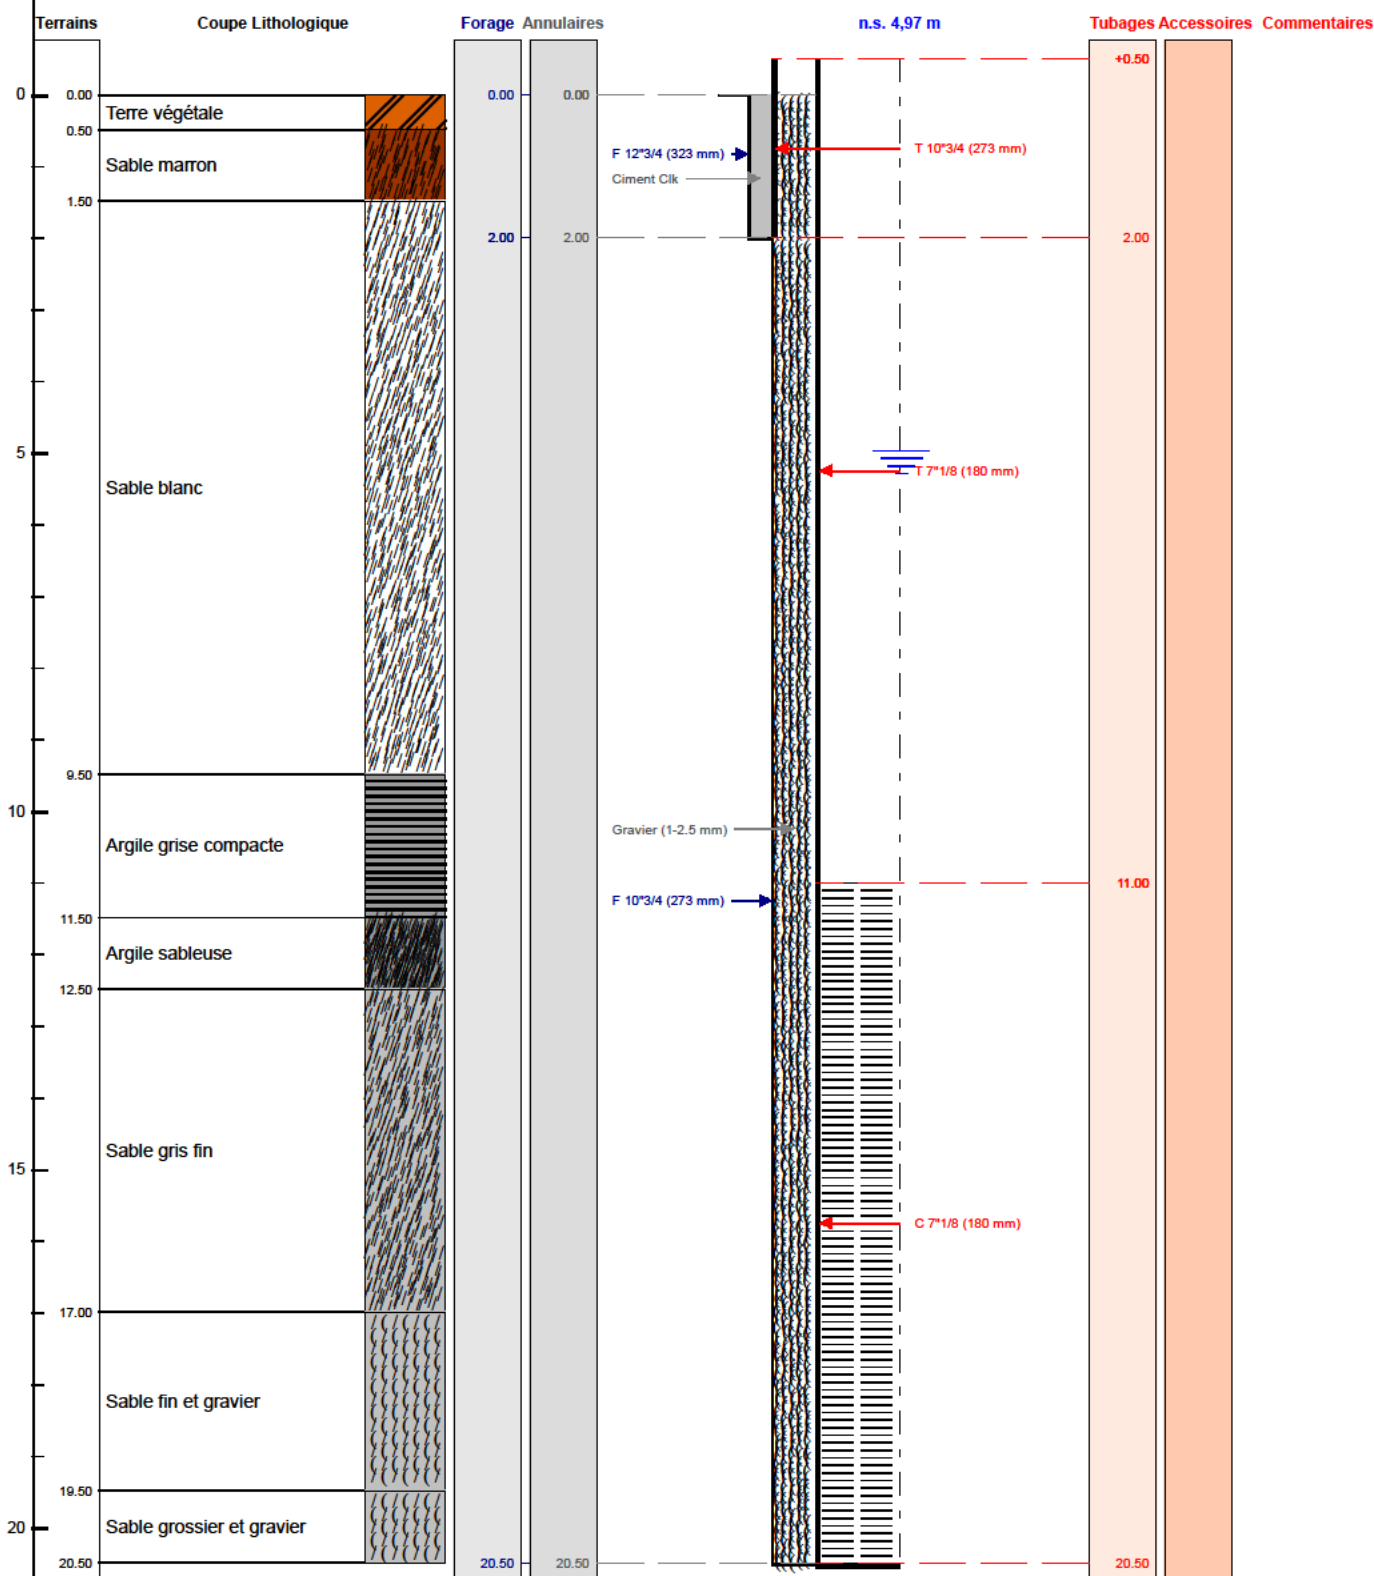 Terrains Coupe Lithologique Forage Annulaires n.s. 4,97 m Tubages Accessoires Commentaires
+0.50
0 0.00 0.00 0.00
Terre végétale
0.50
F 12"3/4 (323 mm) T 10"3/4 (273 mm)
Sable marron
Ciment Clk
1.50
2.00 2.00 2.00
5
T 7"1/8 (180 mm)
Sable blanc
9.50
10
Gravier (1-2.5 mm)
Argile grise compacte
11.00
F 10"3/4 (273 mm)
11.50
Argile sableuse
12.50
Sable gris fin
15
C 7"1/8 (180 mm)
17.00
Sable fin et gravier
19.50
Sable grossier et gravier
20
20.50 20.50 20.50 20.50